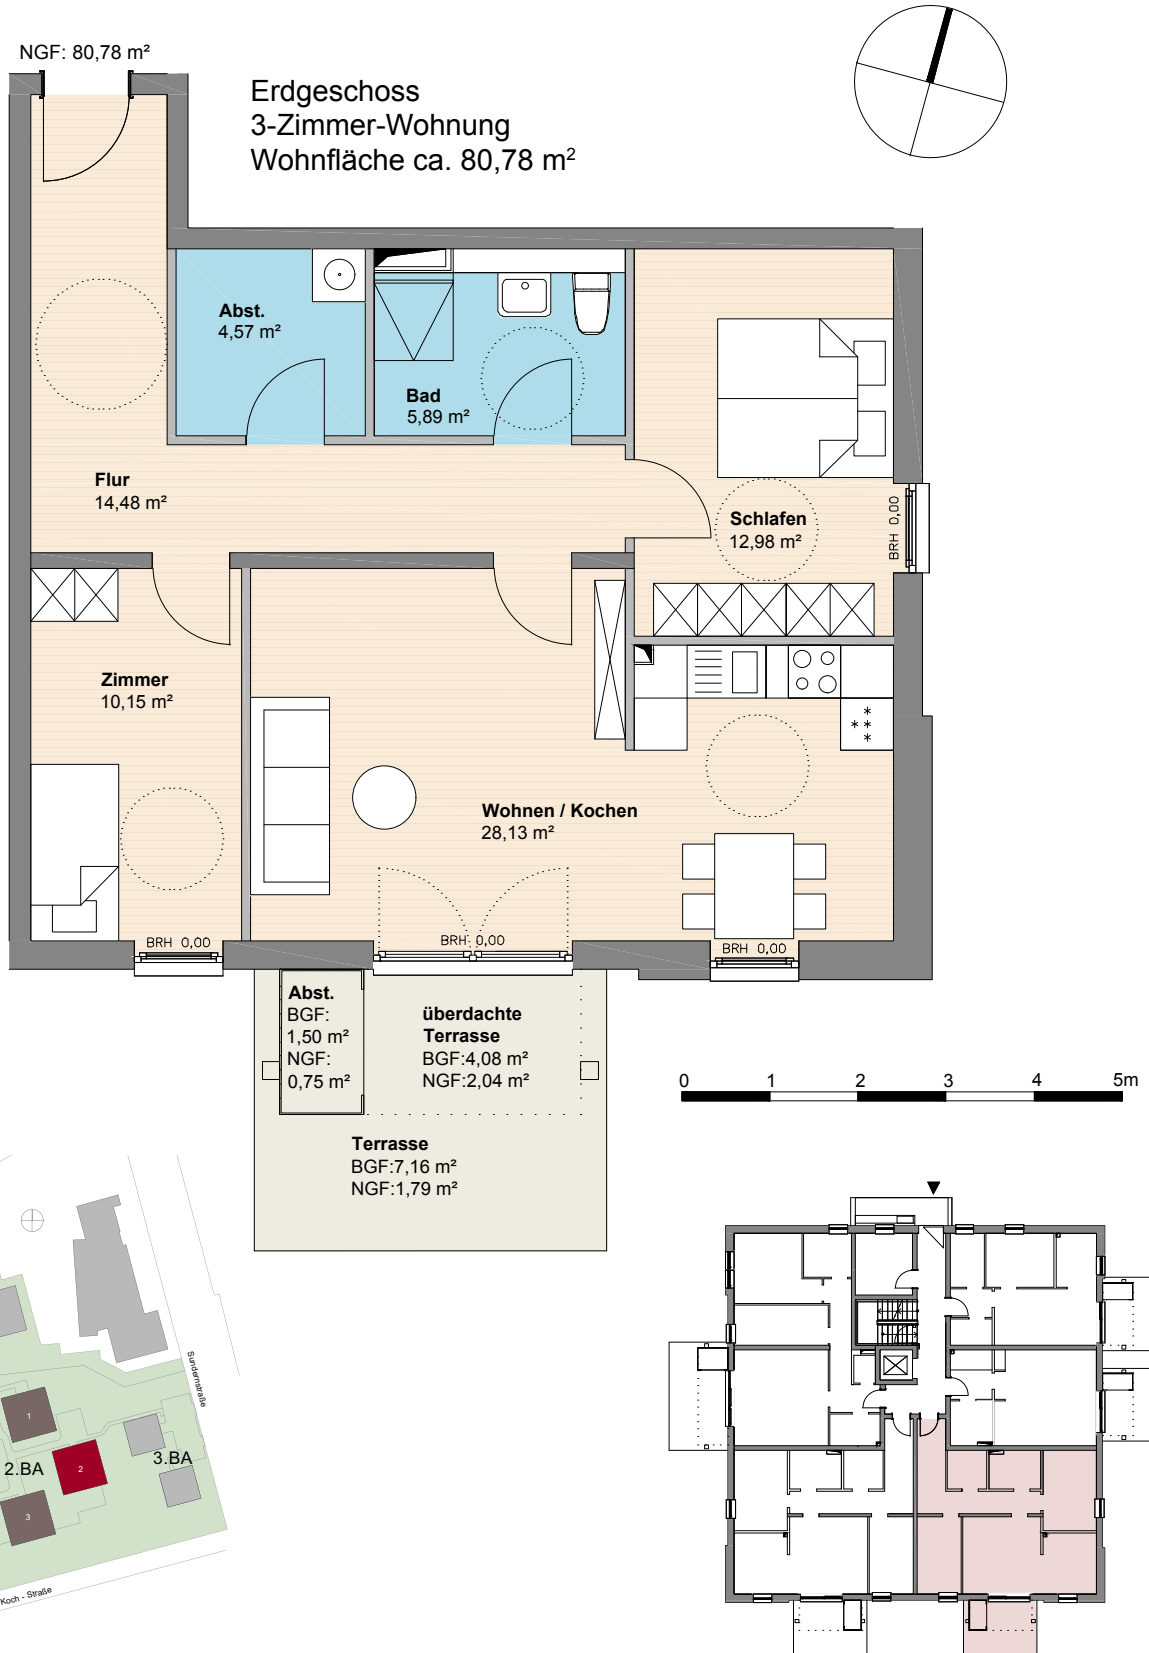 NGF: 80,78 m²
Erdgeschoss
3-Zimmer-Wohnung
Wohnfläche ca. 80,78 m²
Abst.
4,57 m²
Bad
5,89 m²
Flur
14,48 m²
Schlafen
12,98 m²
BRH 0,00
Zimmer
10,15 m²
Wohnen / Kochen
28,13 m²
BRH 0,00
BRH 0,00
BRH 0,00
Abst.
BGF:
1,50 m²
NGF:
0,75 m²
überdachte
Terrasse
BGF:4,08 m²
NGF:2,04 m²
Terrasse
BGF:7,16 m²
NGF:1,79 m²
0 1 2 3 4 5m
Sundernstraße
1
2.BA
2
3.BA
3
Koch - Straße